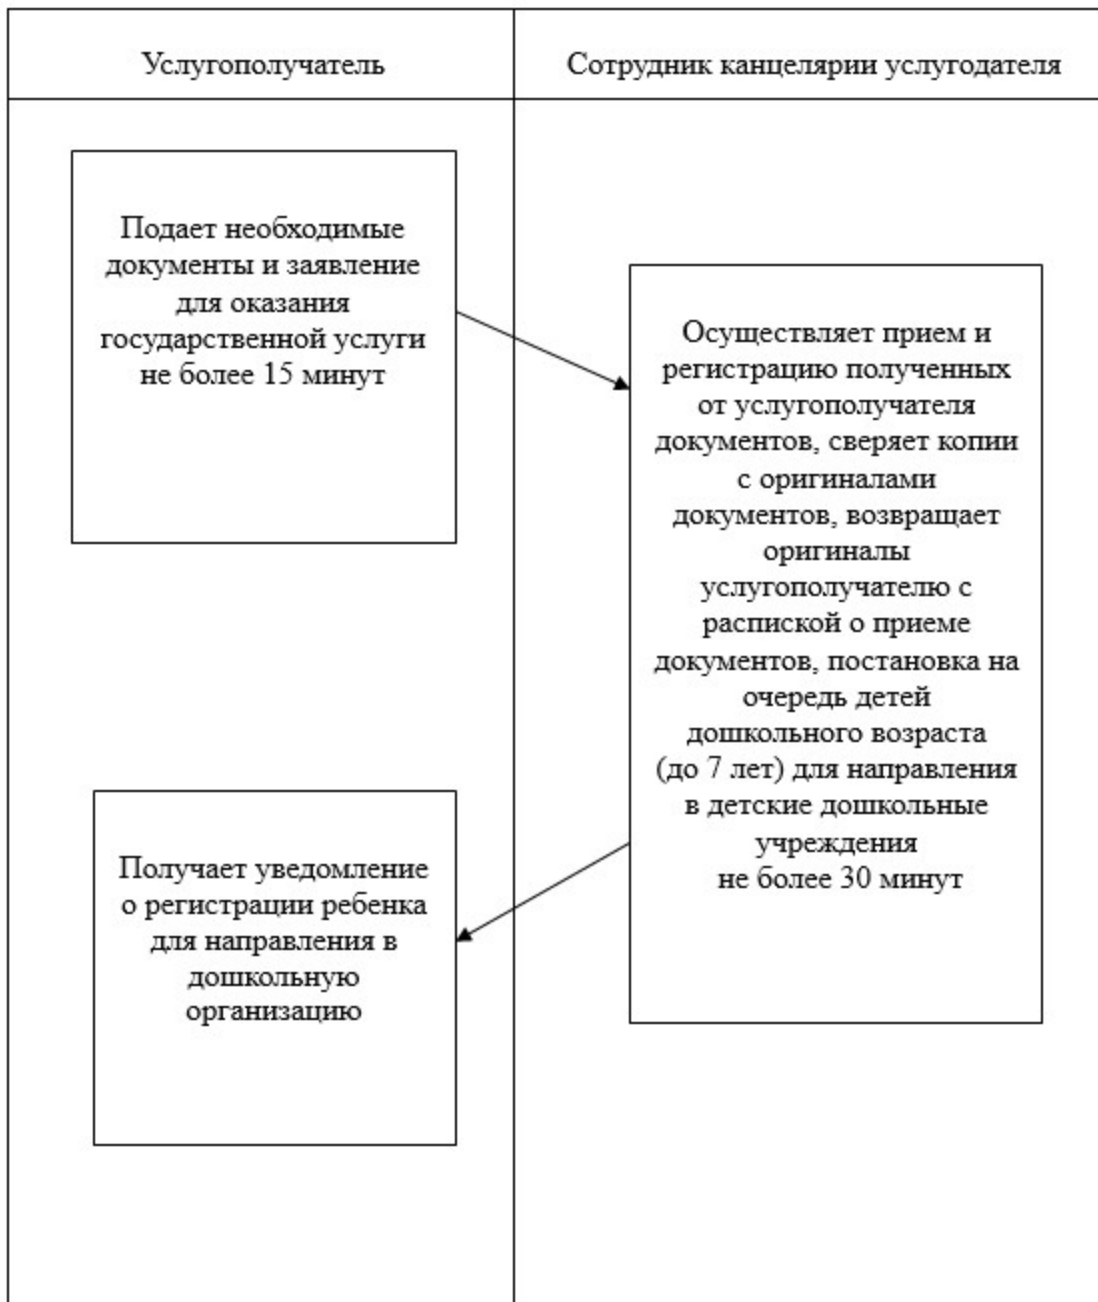 Услугополучатель
Сотрудник канцелярии услугодателя
Подает необходимые
документы и заявление
для оказания
государственной услуги
не более 15 минут
Осуществляет прием и
регистрацию полученных
от услугополучателя
документов, сверяет копии
с оригиналами
документов, возвращает
оригиналы
услугополучателю с
распиской о приеме
документов, постановка на
очередь детей
дошкольного возраста
(до 7 лет) для направления
в детские дошкольные
учреждения
не более 30 минут
Получает уведомление
о регистрации ребенка
для направления в
дошкольную
организацию